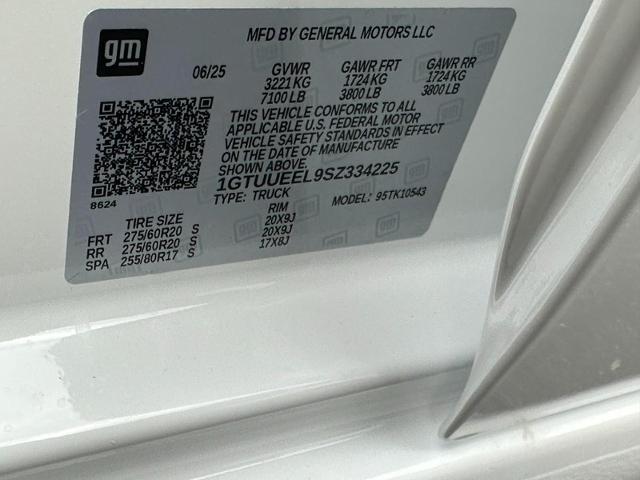 gm
MFD BY GENERAL MOTORS LLC
06/25 GVWR GAWR FRT GAWR RR
3221 KG 1724 KG 1724 KG
7100 LB 3800 LB 3800 LB
THIS VEHICLE CONFORMS TO ALL
APPLICABLE U.S. FEDERAL MOTOR
VEHICLE SAFETY STANDARDS IN EFFECT
ON THE DATE OF MANUFACTURE
SHOWN ABOVE.
1GTUUEEL9SZ334225
TYPE: TRUCK MODEL: 95TK10543
8624
TIRE SIZE RIM
FRT 275/60R20 S 20X9J
RR 275/60R20 S 20X9J
SPA 255/80R17 S 17X8J